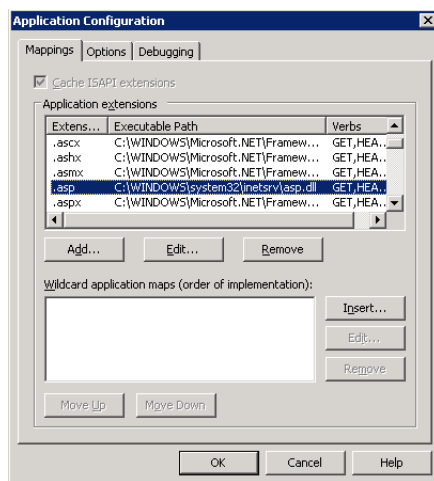 Application Configuration
Mappings Options Debugging
Cache ISAPI extensions
Application extensions
Extens... Executable Path Verbs
.ascx C:\WINDOWS\Microsoft.NET\Framew... GET,HEA...
.ashx C:\WINDOWS\Microsoft.NET\Framew... GET,HEA...
.asmx C:\WINDOWS\Microsoft.NET\Framew... GET,HEA...
.asp C:\WINDOWS\system32\inetsrv\asp.dll GET,HEA...
.aspx C:\WINDOWS\Microsoft.NET\Framew... GET,HEA...
Add... Edit... Remove
Wildcard application maps (order of implementation):
Insert...
Edit...
Remove
Move Up Move Down
OK Cancel Help